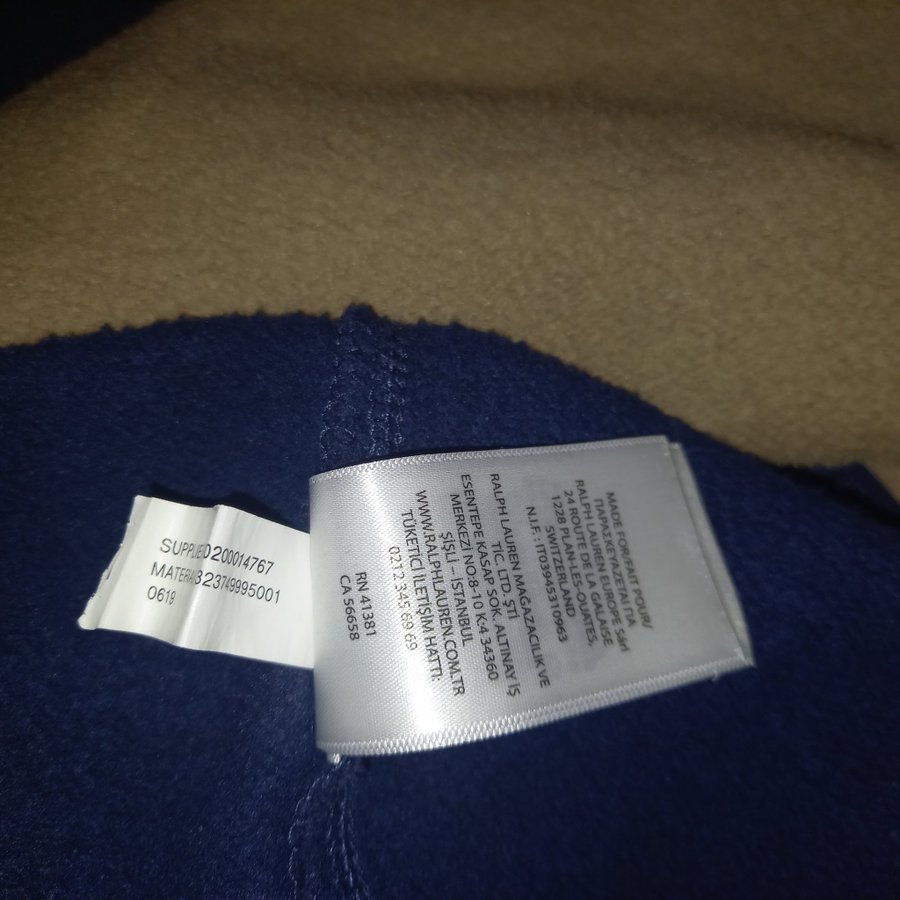 SUPPLIE0200014767
MATERIA323749995001
0618
MADE FOR/FAIT POUR/
ΠΑΡΑΣΚΕΥΑΖΕΤΑΙ ΓΙΑ
RALPH LAUREN EUROPE Sàrl
24 ROUTE DE LA GALAISE
1228 PLAN-LES-OUATES,
SWITZERLAND
N.I.F. : IT03945310963
RALPH LAUREN MAĞAZACILIK VE
TİC. LTD. ŞTİ
ESENTEPE KASAP SOK. ALTINAY İŞ
MERKEZİ NO:8-10 K-4 34360
ŞİŞLİ – İSTANBUL
WWW.RALPHLAUREN.COM.TR
TÜKETİCİ İLETİŞİM HATTI:
0212 345 69 69
RN 41381
CA 56658